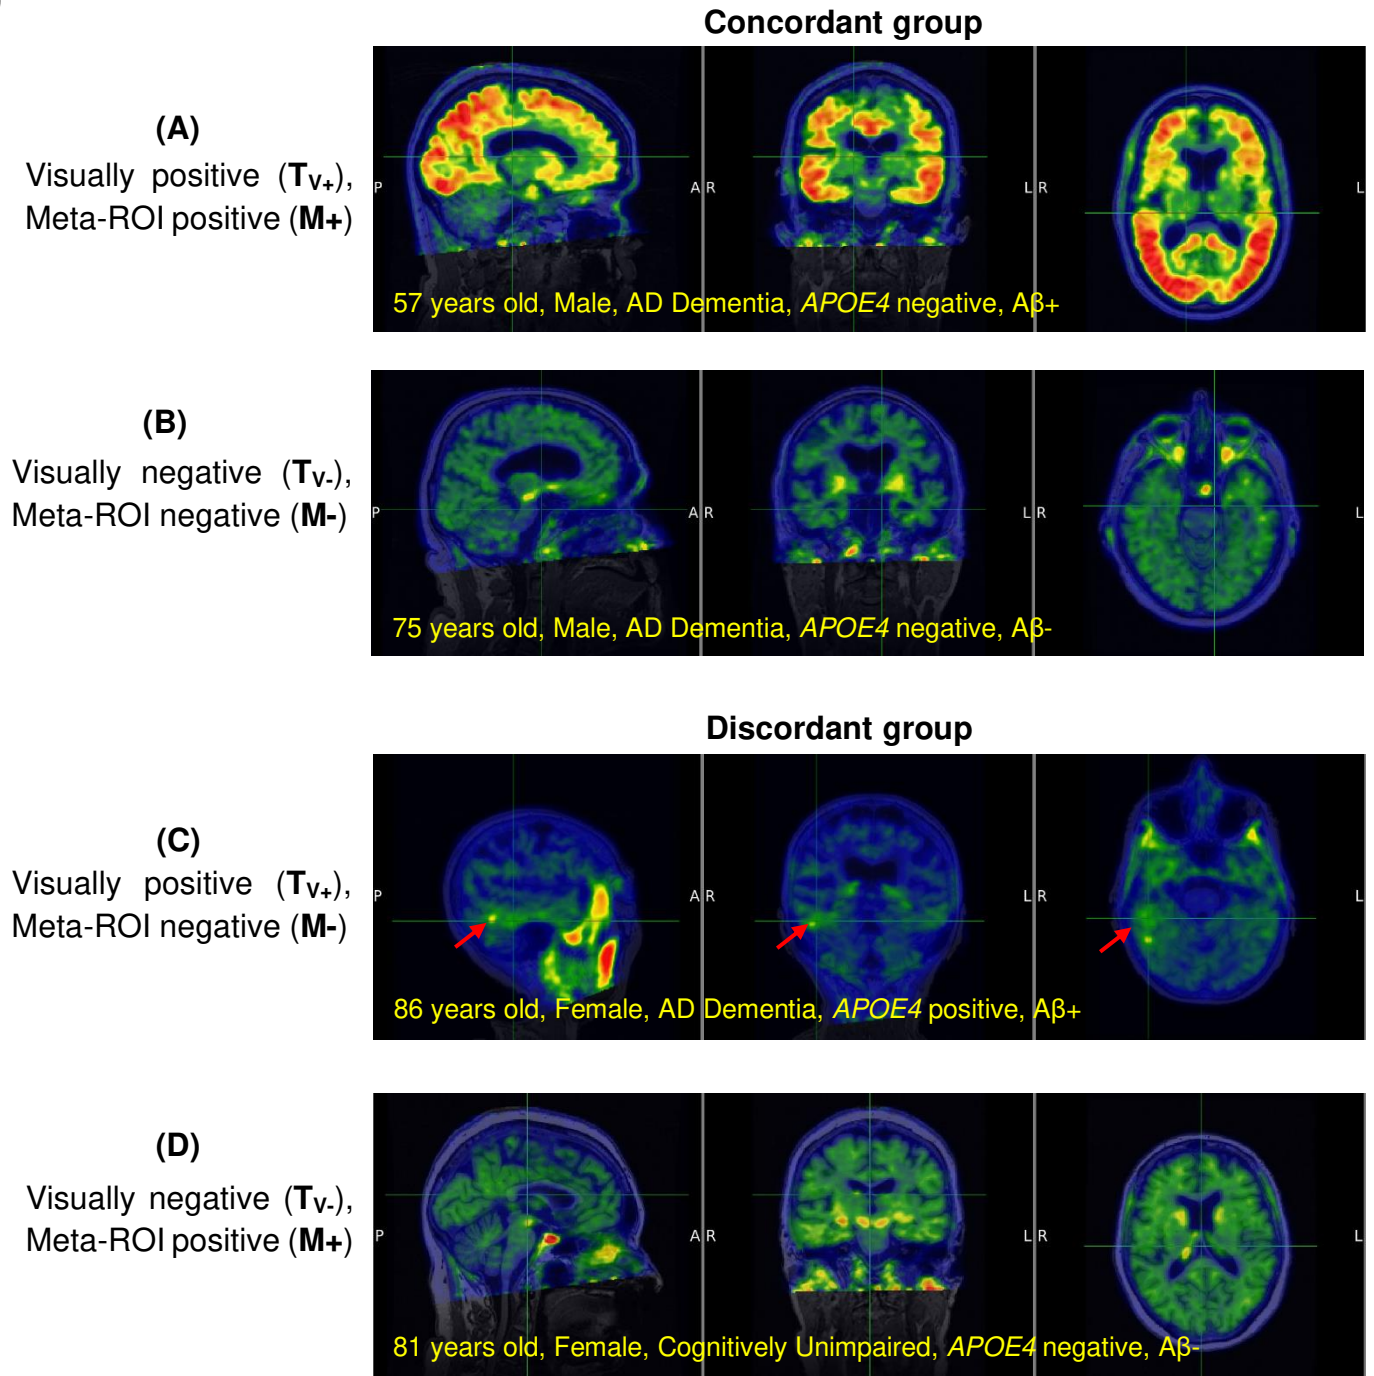 Concordant group
(A)
Visually positive (TV+),
Meta-ROI positive (M+)
P
A R
L R
L
57 years old, Male, AD Dementia, APOE4 negative, Aβ+
(B)
Visually negative (TV-),
Meta-ROI negative (M-)
P
A R
L R
L
75 years old, Male, AD Dementia, APOE4 negative, Aβ-
Discordant group
(C)
Visually positive (TV+),
Meta-ROI negative (M-)
P
A R
L R
L
86 years old, Female, AD Dementia, APOE4 positive, Aβ+
(D)
Visually negative (TV-),
Meta-ROI positive (M+)
P
A R
L R
L
81 years old, Female, Cognitively Unimpaired, APOE4 negative, Aβ-